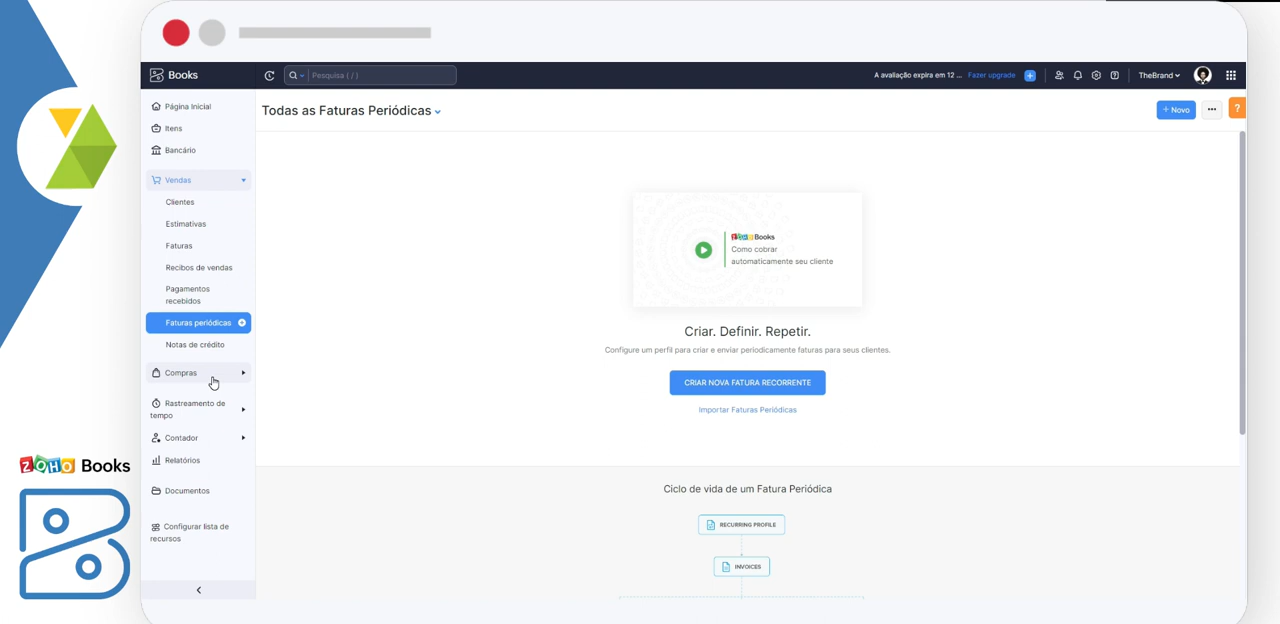 Books
Pesquisa ( / )
A avaliação expira em 12 ...
Fazer upgrade
TheBrand
Página Inicial
Itens
Bancário
Vendas
Clientes
Estimativas
Faturas
Recibos de vendas
Pagamentos
recebidos
Faturas periódicas
Notas de crédito
Compras
Rastreamento de
tempo
Contador
Relatórios
Documentos
Configurar lista de
recursos
Todas as Faturas Periódicas
+ Novo
?
ZOHO Books
Como cobrar
automaticamente seu cliente
Criar. Definir. Repetir.
Configure um perfil para criar e enviar periodicamente faturas para seus clientes.
CRIAR NOVA FATURA RECORRENTE
Importar Faturas Periódicas
Ciclo de vida de um Fatura Periódica
RECURRING PROFILE
INVOICES
ZOHO Books